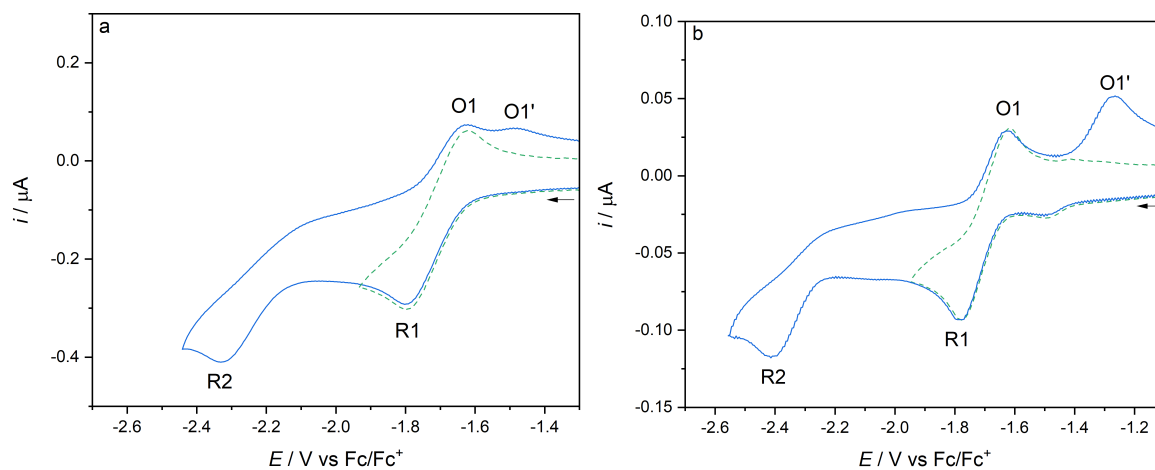 a
O1
O1'
R1
R2
0.2
0.0
-0.2
-0.4
-2.6
-2.4
-2.2
-2.0
-1.8
-1.6
-1.4
i / µA
E / V vs Fc/Fc⁺
b
O1'
O1
R1
R2
0.10
0.05
0.00
-0.05
-0.10
-0.15
-2.6
-2.4
-2.2
-2.0
-1.8
-1.6
-1.4
-1.2
i / µA
E / V vs Fc/Fc⁺